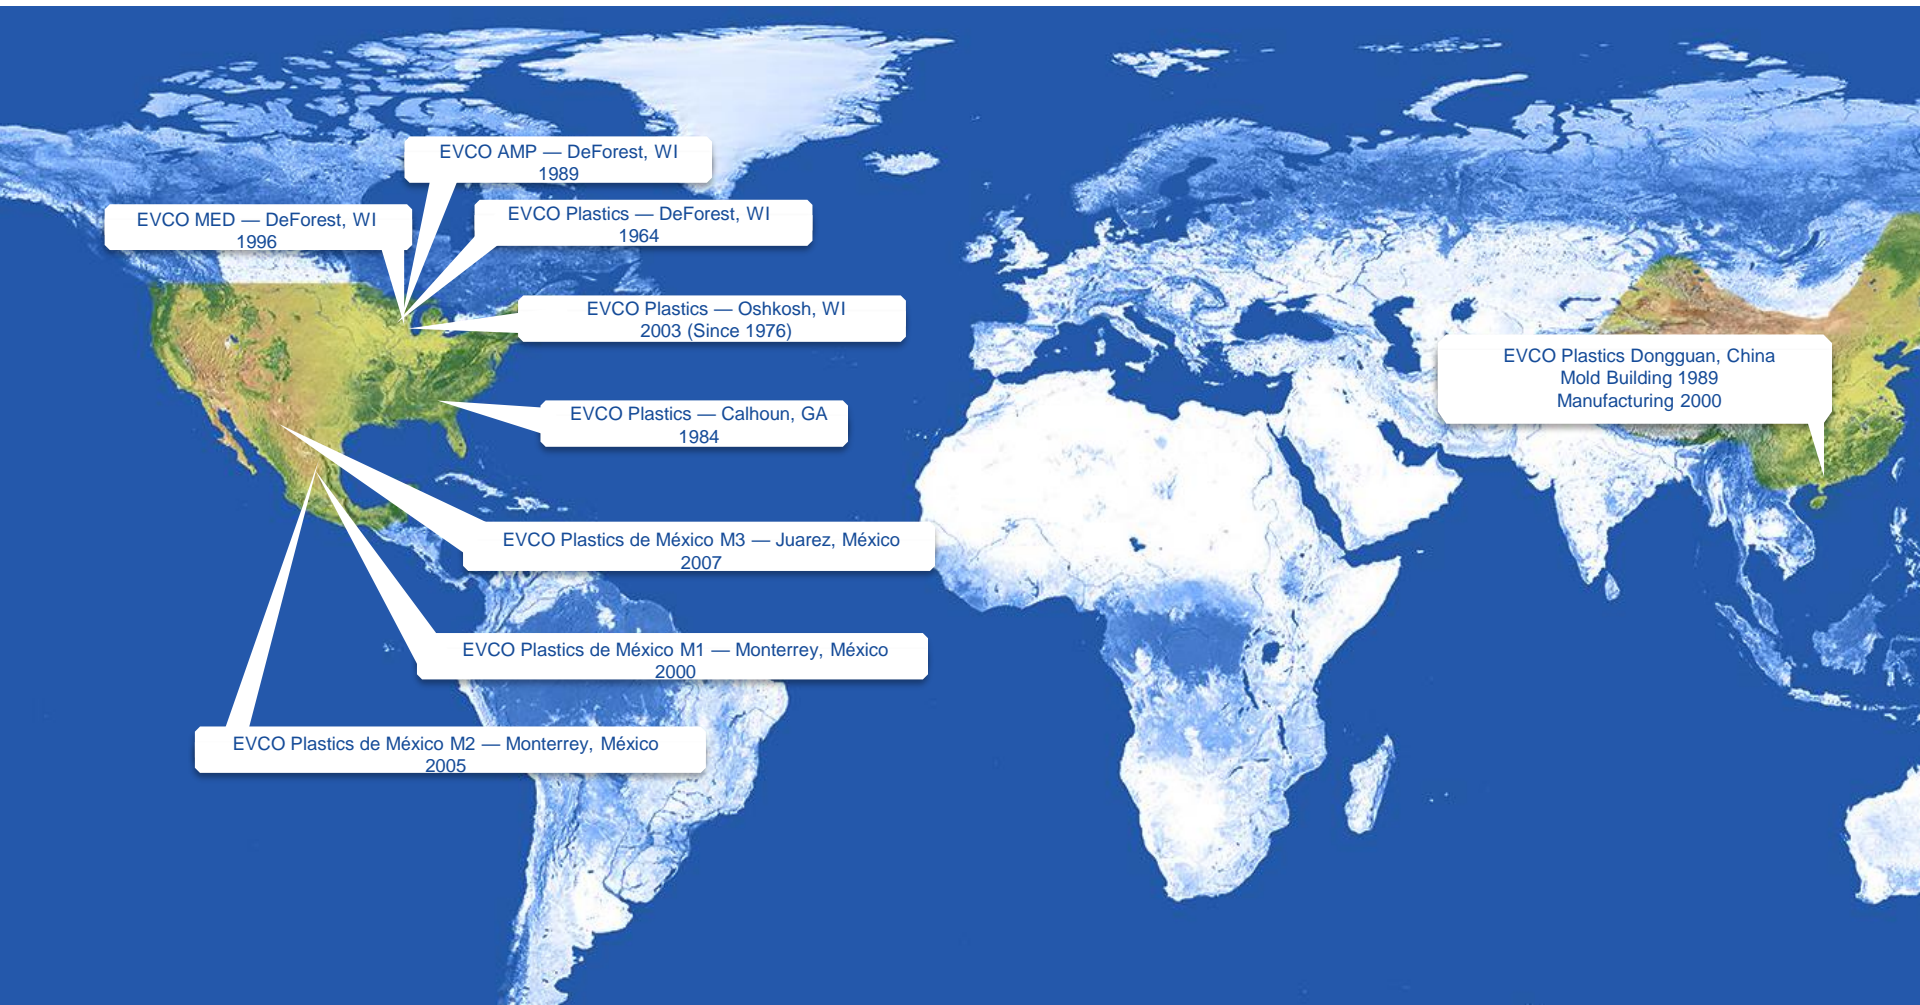 EVCO AMP — DeForest, WI
1989
EVCO MED — DeForest, WI
1996
EVCO Plastics — DeForest, WI
1964
EVCO Plastics — Oshkosh, WI
2003 (Since 1976)
EVCO Plastics Dongguan, China
Mold Building 1989
Manufacturing 2000
EVCO Plastics — Calhoun, GA
1984
EVCO Plastics de México M3 — Juarez, México
2007
EVCO Plastics de México M1 — Monterrey, México
2000
EVCO Plastics de México M2 — Monterrey, México
2005